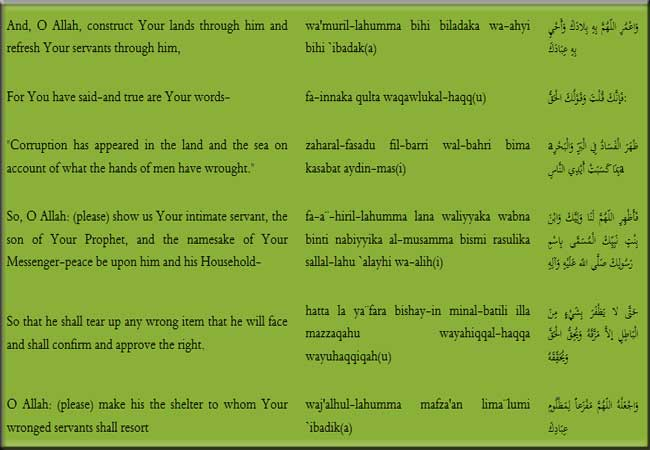 And, O Allah, construct Your lands through him and
refresh Your servants through him,
wa'muril-lahumma bihi biladaka wa-ahyi
bihi `ibadak(a)
وَاعْمُرِ اللَّهُمَّ بِهِ بِلادَكَ وَأَحْيِ
بِهِ عِبَادَكَ
For You have said-and true are Your words-
fa-innaka qulta waqawlukal-haqq(u)
فَإِنَّكَ قُلْتَ وَقَوْلُكَ الْحَقُّ:
"Corruption has appeared in the land and the sea on
account of what the hands of men have wrought."
zaharal-fasadu fil-barri wal-bahri bima
kasabat aydin-mas(i)
ظَهَرَ الْفَسَادُ فِي الْبَرِّ وَالْبَحْرِa
aبِمَا كَسَبَتْ أَيْدِي النَّاسِ
So, O Allah: (please) show us Your intimate servant, the
son of Your Prophet, and the namesake of Your
Messenger-peace be upon him and his Household-
fa-a¨-hiril-lahumma lana waliyyaka wabna
binti nabiyyika al-musamma bismi rasulika
sallal-lahu `alayhi wa-alih(i)
فَأَظْهِرِ اللَّهُمَّ لَنَا وَلِيَّكَ وَابْنَ
بِنْتِ نَبِيِّكَ الْمُسَمَّى بِاسْمِ
رَسُولِكَ صَلَّى الله عَلَيْهِ وَآلِهِ
So that he shall tear up any wrong item that he will face
and shall confirm and approve the right.
hatta la ya¨fara bishay-in minal-batili illa
mazzaqahu wayahiqqal-haqqa
wayuhaqqiqah(u)
حَتَّى لا يَظْفَرَ بِشَيْءٍ مِنَ
الْبَاطِلِ إِلاَّ مَزَّقَهُ وَيُحِقَّ الْحَقَّ
وَيُحَقِّقَهُ
O Allah: (please) make his the shelter to whom Your
wronged servants shall resort
waj'alhul-lahumma mafza'an lima¨lumi
`ibadik(a)
وَاجْعَلْهُ اللَّهُمَّ مَفْزَعاً لِمَظْلُومِ
عِبَادِكَ